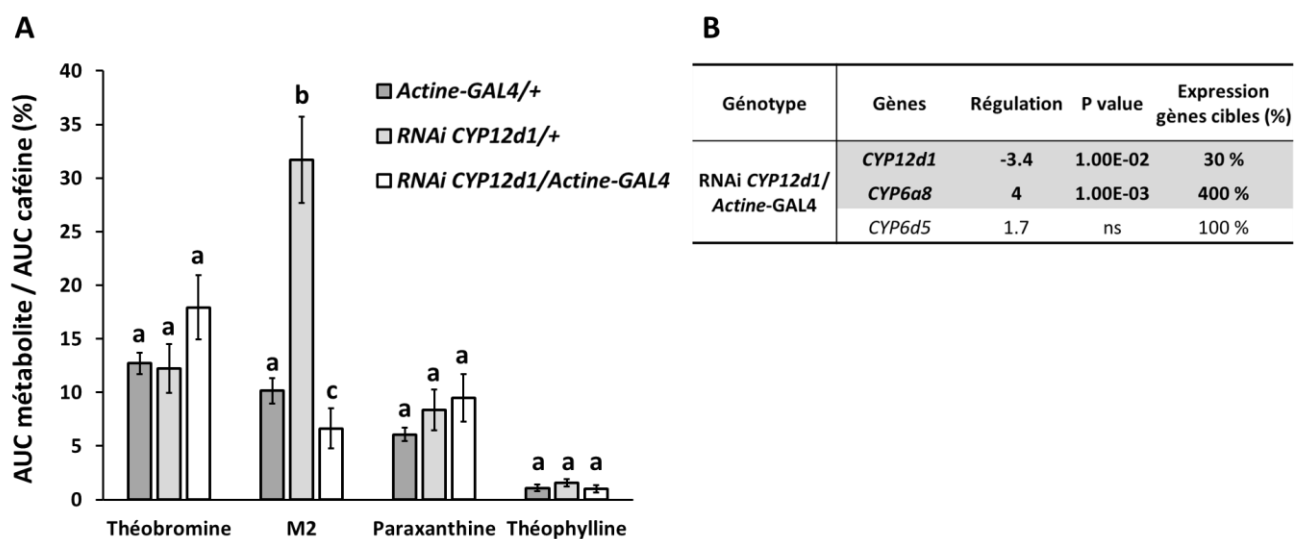 A
AUC métabolite / AUC caféine (%)
40
35
30
25
20
15
10
5
0
Actine-GAL4/+
RNAi CYP12d1/+
RNAi CYP12d1/Actine-GAL4
a
a
a
a
b
c
a
a
a
a
a
a
Théobromine
M2
Paraxanthine
Théophylline
B
Génotype
Gènes
Régulation
P value
Expression
gènes cibles (%)
RNAi CYP12d1/
Actine-GAL4
CYP12d1 -3.4 1.00E-02 30 %
CYP6a8 4 1.00E-03 400 %
CYP6d5 1.7 ns 100 %